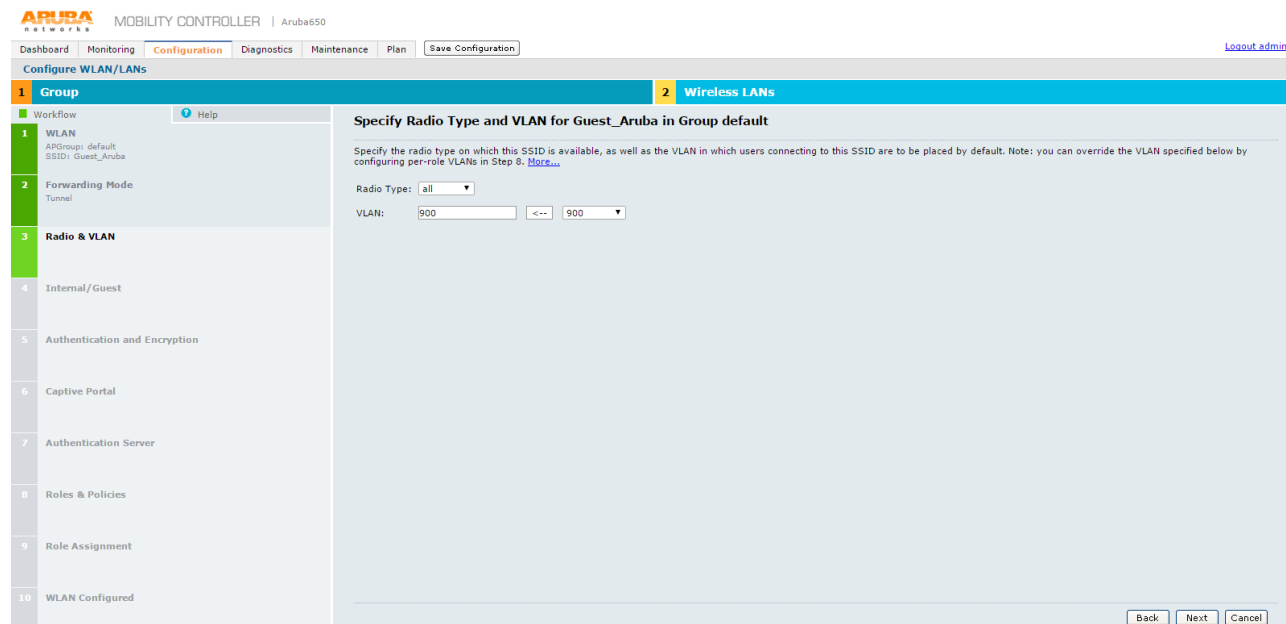 ARUBA networks MOBILITY CONTROLLER | Aruba650
Dashboard Monitoring Configuration Diagnostics Maintenance Plan Save Configuration Logout admin
Configure WLAN/LANs
1 Group 2 Wireless LANs
Workflow ? Help
1 WLAN
APGroup: default
SSID: Guest_Aruba
2 Forwarding Mode
Tunnel
3 Radio & VLAN
4 Internal/Guest
5 Authentication and Encryption
6 Captive Portal
7 Authentication Server
8 Roles & Policies
9 Role Assignment
10 WLAN Configured
Specify Radio Type and VLAN for Guest_Aruba in Group default
Specify the radio type on which this SSID is available, as well as the VLAN in which users connecting to this SSID are to be placed by default. Note: you can override the VLAN specified below by
configuring per-role VLANs in Step 8. More...
Radio Type: all
VLAN: 900 <-- 900
Back Next Cancel